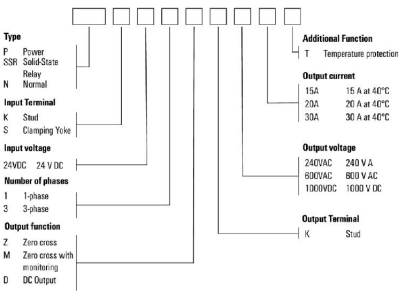 Type
P Power
SSR Solid-State
Relay
N Normal
Input Terminal
K Stud
S Clamping Yoke
Input voltage
24VDC 24 V DC
Number of phases
1 1-phase
3 3-phase
Output function
Z Zero cross
M Zero cross with
monitoring
D DC Output
Additional Function
T Temperature protection
Output current
15A 15 A at 40°C
20A 20 A at 40°C
30A 30 A at 40°C
Output voltage
240VAC 240 V A
600VAC 600 V AC
1000VDC 1000 V DC
Output Terminal
K Stud